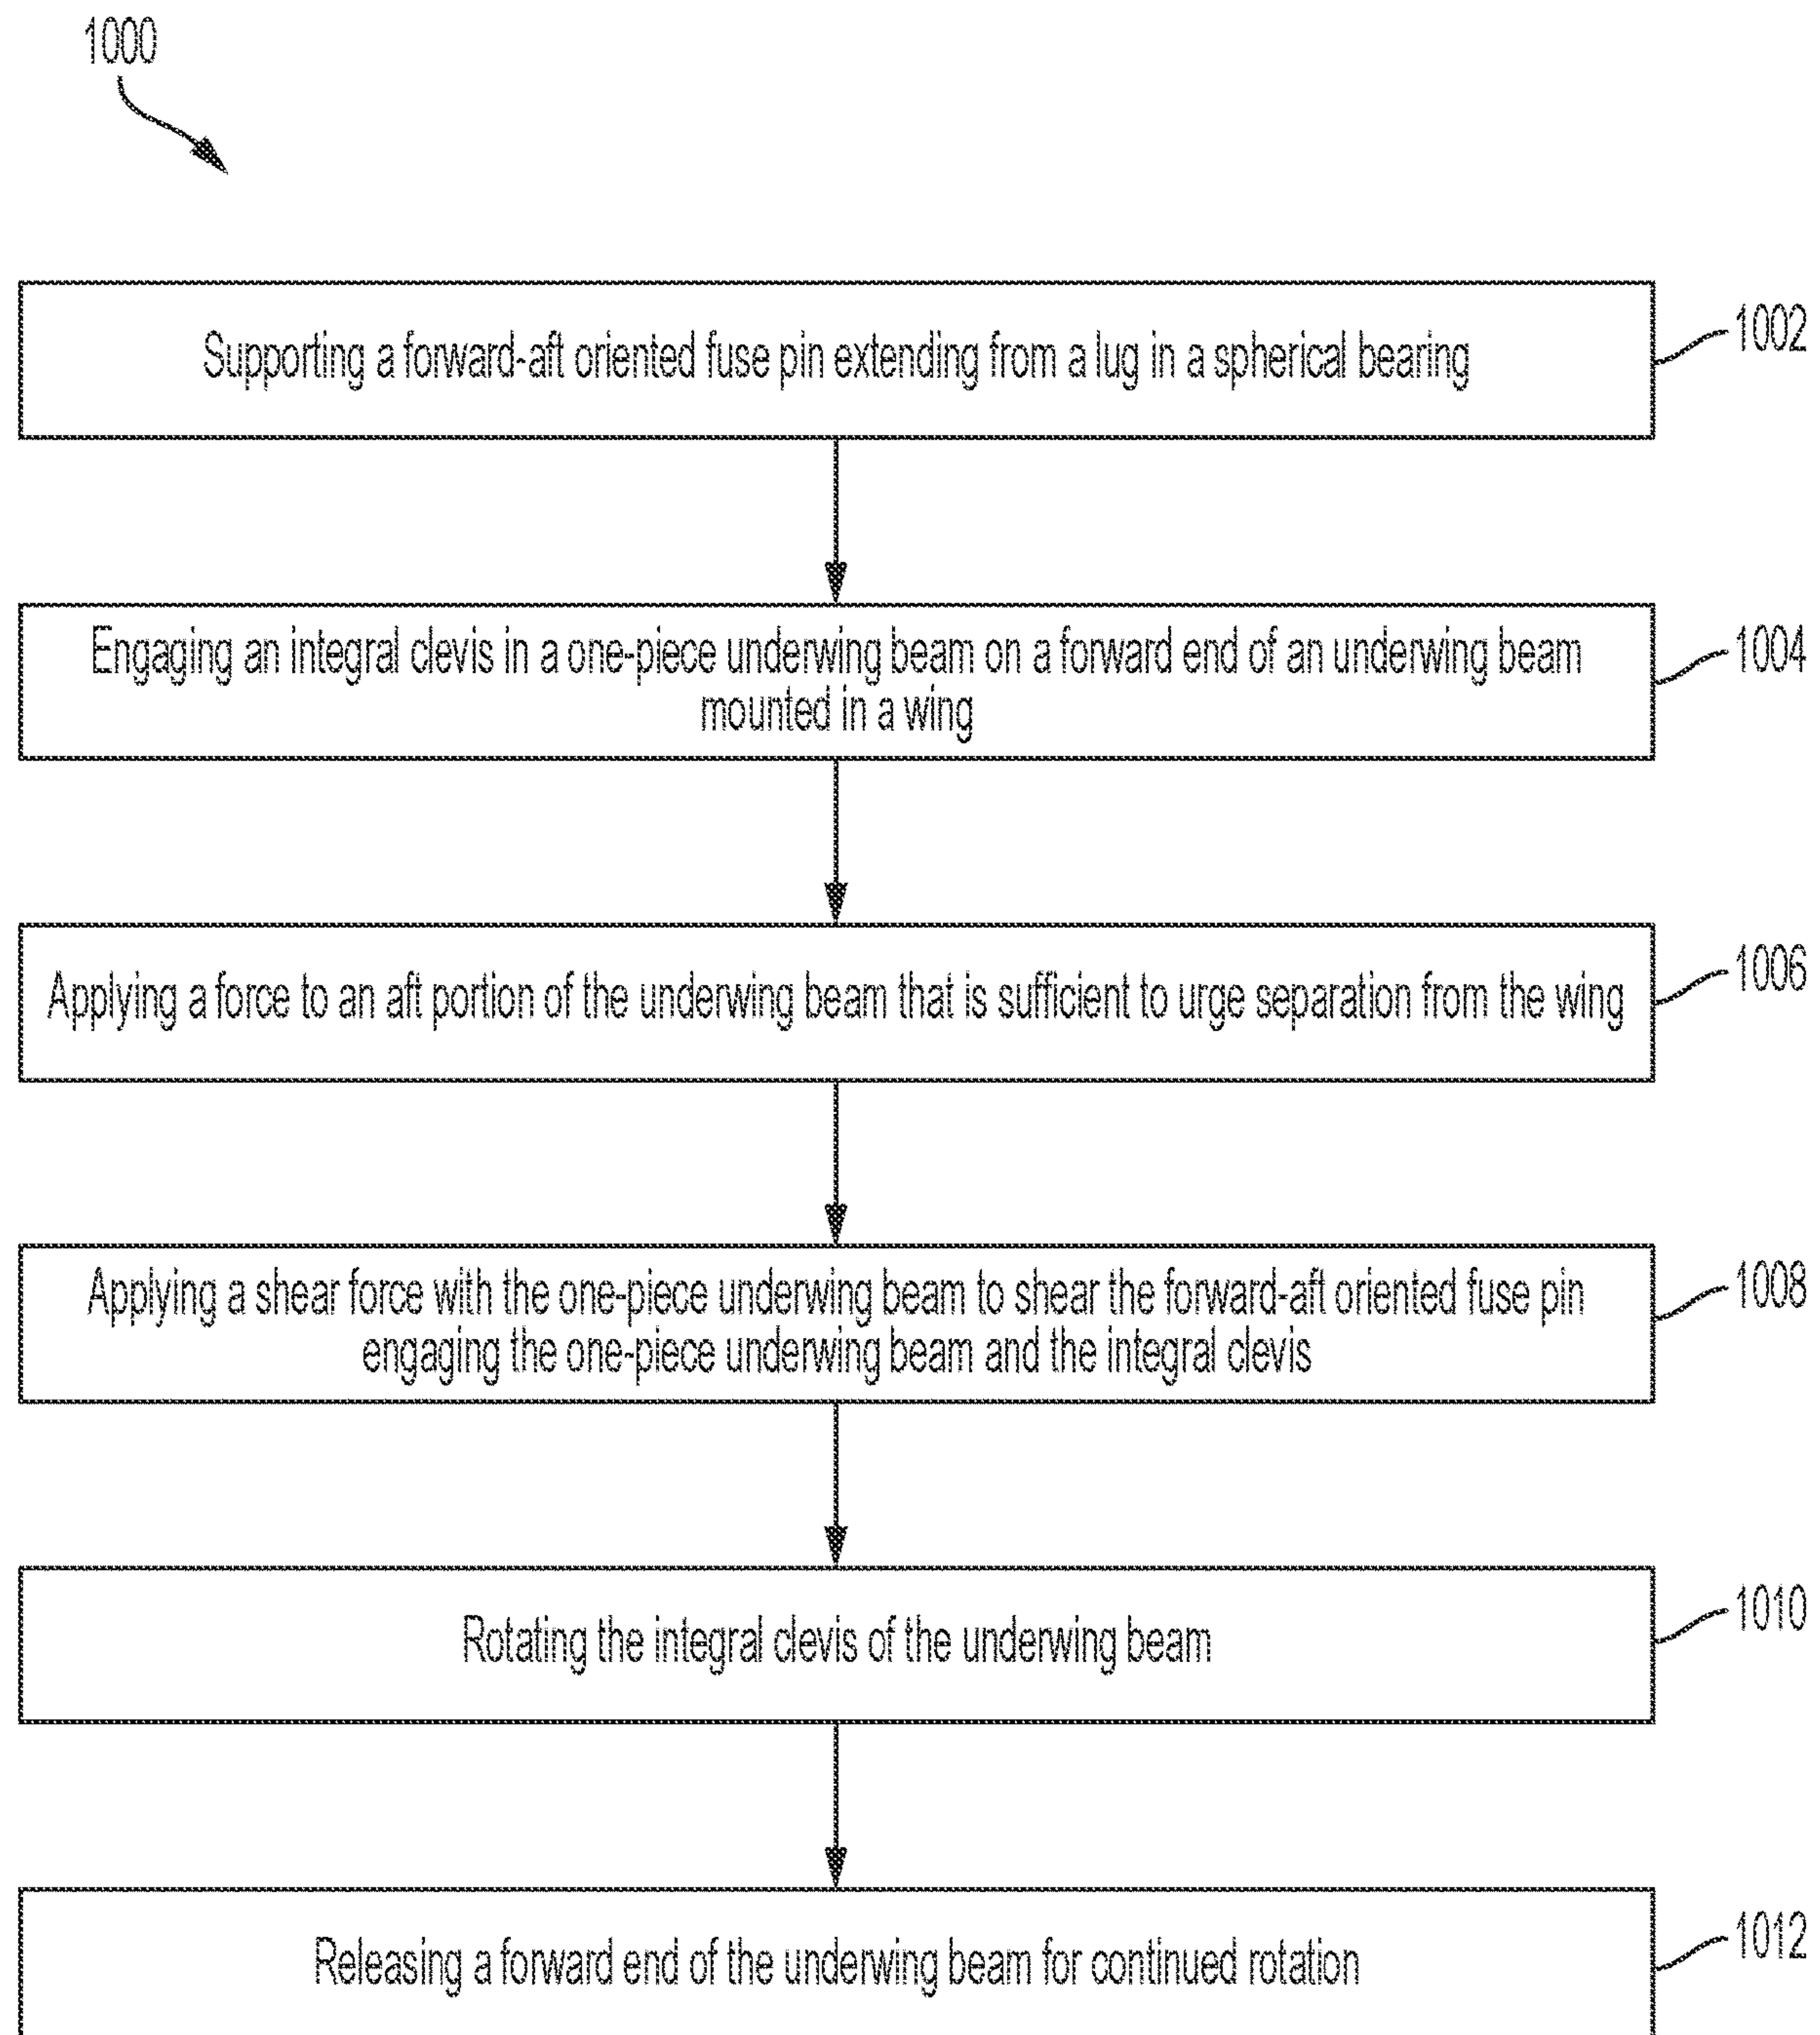 1000
Supporting a forward-aft oriented fuse pin extending from a lug in a spherical bearing
1002
Engaging an integral clevis in a one-piece underwing beam on a forward end of an underwing beam
mounted in a wing
1004
Applying a force to an aft portion of the underwing beam that is sufficient to urge separation from the wing
1006
Applying a shear force with the one-piece underwing beam to shear the forward-aft oriented fuse pin
engaging the one-piece underwing beam and the integral clevis
1008
Rotating the integral clevis of the underwing beam
1010
Releasing a forward end of the underwing beam for continued rotation
1012